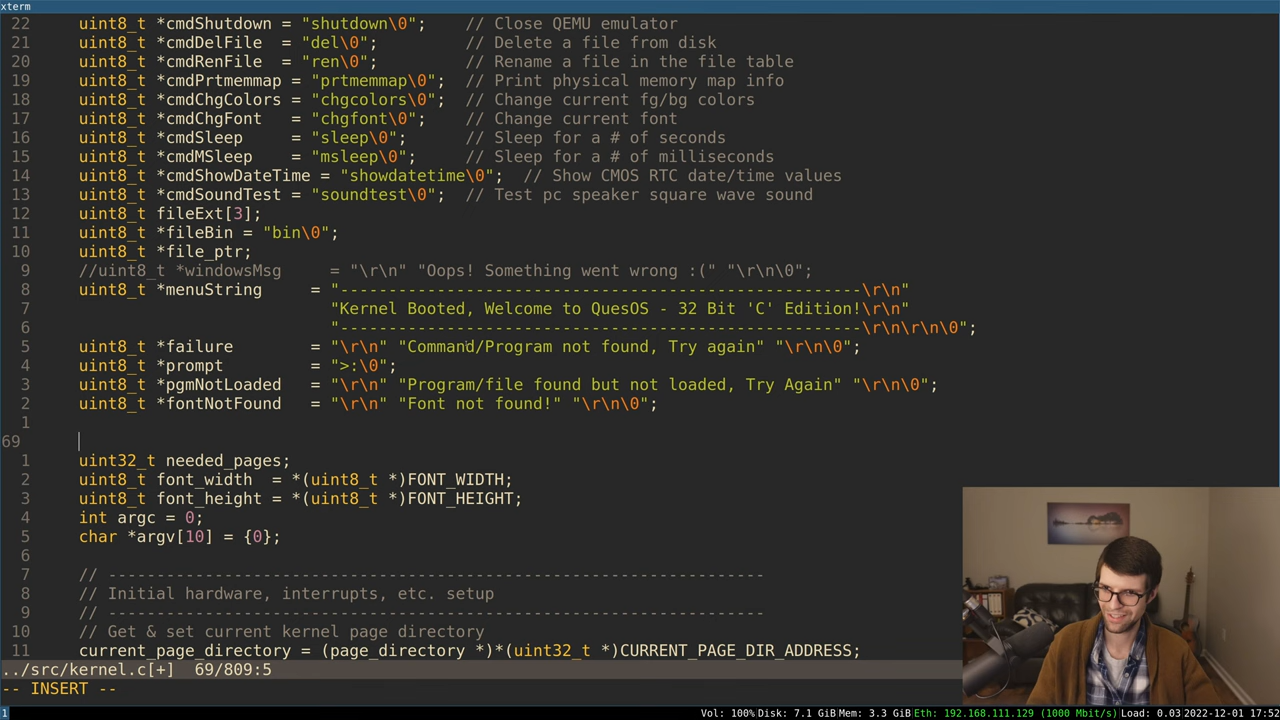 xterm
22 uint8_t *cmdShutdown = "shutdown\0"; // Close QEMU emulator
21 uint8_t *cmdDelFile = "del\0"; // Delete a file from disk
20 uint8_t *cmdRenFile = "ren\0"; // Rename a file in the file table
19 uint8_t *cmdPrtmemmap = "prtmemmap\0"; // Print physical memory map info
18 uint8_t *cmdChgColors = "chgcolors\0"; // Change current fg/bg colors
17 uint8_t *cmdChgFont = "chgfont\0"; // Change current font
16 uint8_t *cmdSleep = "sleep\0"; // Sleep for a # of seconds
15 uint8_t *cmdMSleep = "msleep\0"; // Sleep for a # of milliseconds
14 uint8_t *cmdShowDateTime = "showdatetime\0"; // Show CMOS RTC date/time values
13 uint8_t *cmdSoundTest = "soundtest\0"; // Test pc speaker square wave sound
12 uint8_t fileExt[3];
11 uint8_t *fileBin = "bin\0";
10 uint8_t *file_ptr;
9 //uint8_t *windowsMsg = "\r\n" "Oops! Something went wrong :(" "\r\n\0";
8 uint8_t *menuString = "------------------------------------------------------\r\n"
7 "Kernel Booted, Welcome to QuesOS - 32 Bit 'C' Edition!\r\n"
6 "------------------------------------------------------\r\n\r\n\0";
5 uint8_t *failure = "\r\n" "Command/Program not found, Try again" "\r\n\0";
4 uint8_t *prompt = ">:\0";
3 uint8_t *pgmNotLoaded = "\r\n" "Program/file found but not loaded, Try Again" "\r\n\0";
2 uint8_t *fontNotFound = "\r\n" "Font not found!" "\r\n\0";
1
69
1 uint32_t needed_pages;
2 uint8_t font_width = *(uint8_t *)FONT_WIDTH;
3 uint8_t font_height = *(uint8_t *)FONT_HEIGHT;
4 int argc = 0;
5 char *argv[10] = {0};
6
7 // --------------------------------------------------------------------
8 // Initial hardware, interrupts, etc. setup
9 // --------------------------------------------------------------------
10 // Get & set current kernel page directory
11 current_page_directory = (page_directory *)*(uint32_t *)CURRENT_PAGE_DIR_ADDRESS;
../src/kernel.c[+] 69/809:5
-- INSERT --
1 Vol: 100% Disk: 7.1 GiB Mem: 3.3 GiB Eth: 192.168.111.129 (1000 Mbit/s) Load: 0.03 2022-12-01 17:52